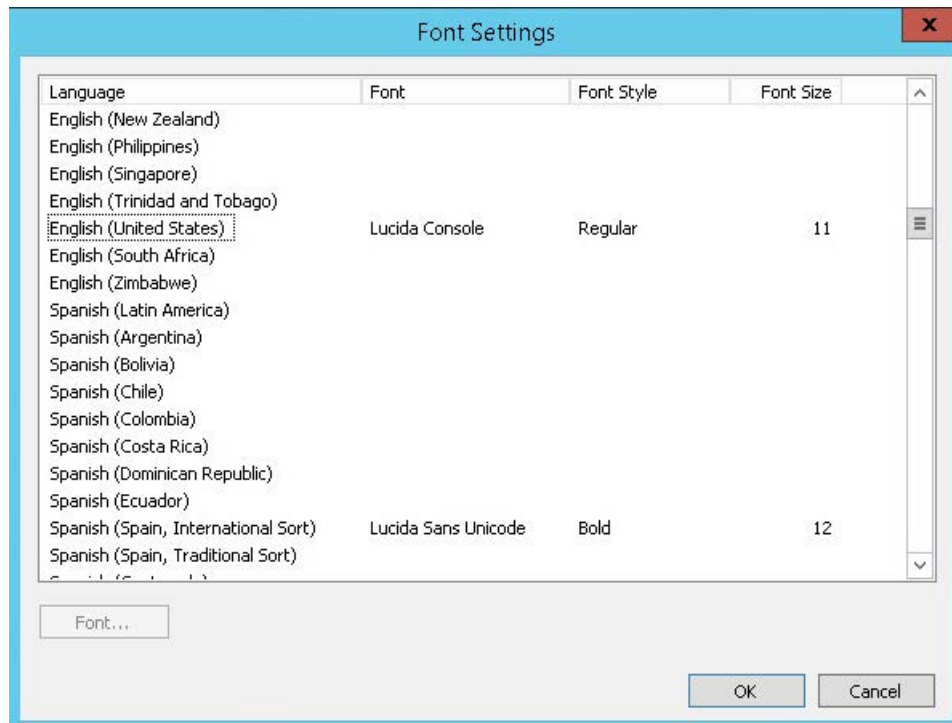 Font Settings
x
Language Font Font Style Font Size
English (New Zealand)
English (Philippines)
English (Singapore)
English (Trinidad and Tobago)
English (United States) Lucida Console Regular 11
English (South Africa)
English (Zimbabwe)
Spanish (Latin America)
Spanish (Argentina)
Spanish (Bolivia)
Spanish (Chile)
Spanish (Colombia)
Spanish (Costa Rica)
Spanish (Dominican Republic)
Spanish (Ecuador)
Spanish (Spain, International Sort) Lucida Sans Unicode Bold 12
Spanish (Spain, Traditional Sort)
Font...
OK Cancel